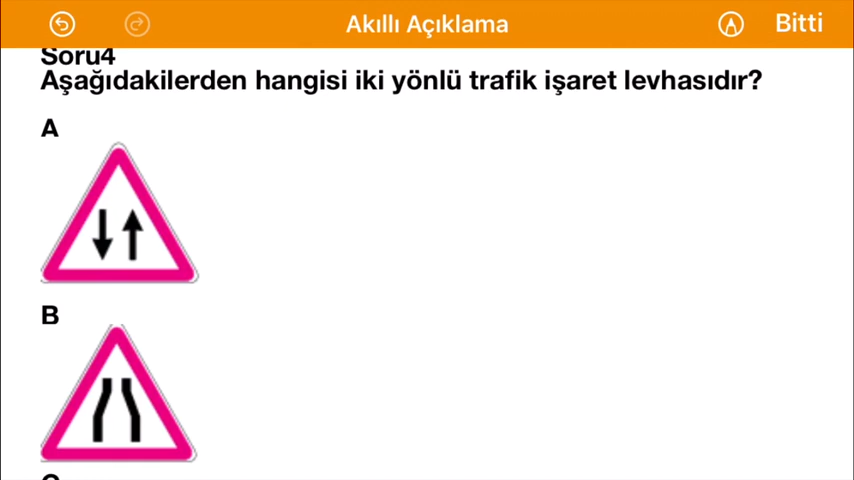 Akıllı Açıklama
Bitti
Soru4
Aşağıdakilerden hangisi iki yönlü trafik işaret levhasıdır?
A
B